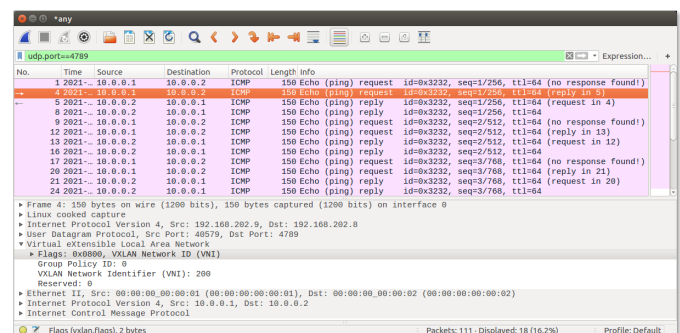 *any
udp.port==4789
Expression... +
No. Time Source Destination Protocol Length Info
1 2021-… 10.0.0.1 10.0.0.2 ICMP 150 Echo (ping) request id=0x3232, seq=1/256, ttl=64 (no response found!)
4 2021-… 10.0.0.1 10.0.0.2 ICMP 150 Echo (ping) request id=0x3232, seq=1/256, ttl=64 (reply in 5)
5 2021-… 10.0.0.2 10.0.0.1 ICMP 150 Echo (ping) reply id=0x3232, seq=1/256, ttl=64 (request in 4)
8 2021-… 10.0.0.2 10.0.0.1 ICMP 150 Echo (ping) reply id=0x3232, seq=1/256, ttl=64
9 2021-… 10.0.0.1 10.0.0.2 ICMP 150 Echo (ping) request id=0x3232, seq=2/512, ttl=64 (no response found!)
12 2021-… 10.0.0.1 10.0.0.2 ICMP 150 Echo (ping) request id=0x3232, seq=2/512, ttl=64 (reply in 13)
13 2021-… 10.0.0.2 10.0.0.1 ICMP 150 Echo (ping) reply id=0x3232, seq=2/512, ttl=64 (request in 12)
16 2021-… 10.0.0.2 10.0.0.1 ICMP 150 Echo (ping) reply id=0x3232, seq=2/512, ttl=64
17 2021-… 10.0.0.1 10.0.0.2 ICMP 150 Echo (ping) request id=0x3232, seq=3/768, ttl=64 (no response found!)
20 2021-… 10.0.0.1 10.0.0.2 ICMP 150 Echo (ping) request id=0x3232, seq=3/768, ttl=64 (reply in 21)
21 2021-… 10.0.0.2 10.0.0.1 ICMP 150 Echo (ping) reply id=0x3232, seq=3/768, ttl=64 (request in 20)
24 2021-… 10.0.0.2 10.0.0.1 ICMP 150 Echo (ping) reply id=0x3232, seq=3/768, ttl=64
Frame 4: 150 bytes on wire (1200 bits), 150 bytes captured (1200 bits) on interface 0
Linux cooked capture
Internet Protocol Version 4, Src: 192.168.202.9, Dst: 192.168.202.8
User Datagram Protocol, Src Port: 40579, Dst Port: 4789
Virtual eXtensible Local Area Network
Flags: 0x0800, VXLAN Network ID (VNI)
Group Policy ID: 0
VXLAN Network Identifier (VNI): 200
Reserved: 0
Ethernet II, Src: 00:00:00_00:00:01 (00:00:00:00:00:01), Dst: 00:00:00_00:00:02 (00:00:00:00:00:02)
Internet Protocol Version 4, Src: 10.0.0.1, Dst: 10.0.0.2
Internet Control Message Protocol
Flags (vxlan.flags), 2 bytes Packets: 111 · Displayed: 18 (16.2%) Profile: Default